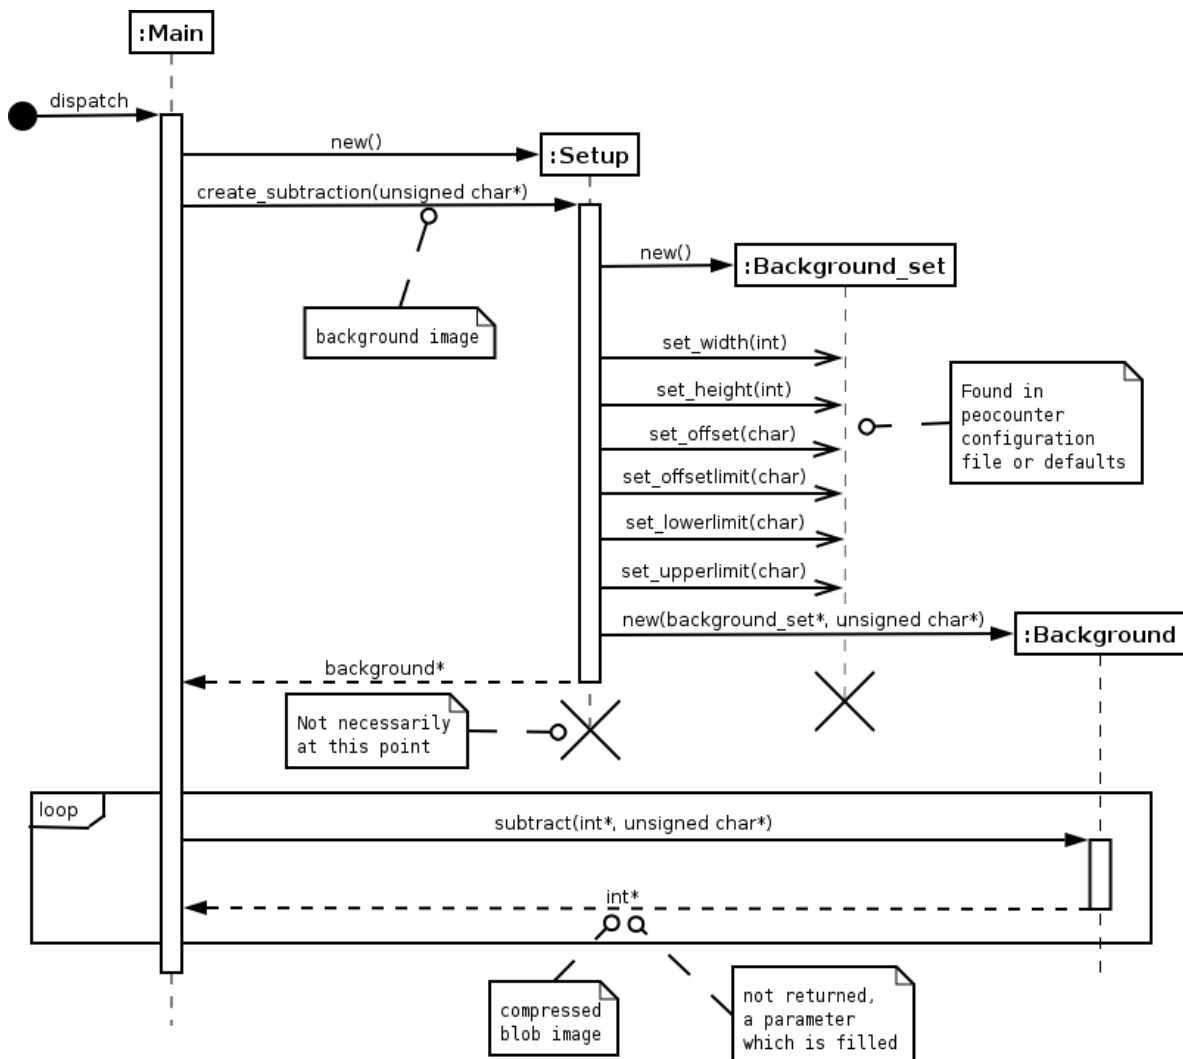 :Main
dispatch
new()
:Setup
create_subtraction(unsigned char*)
new()
:Background_set
background image
set_width(int)
set_height(int)
Found in
peocounter
configuration
file or defaults
set_offset(char)
set_offsetlimit(char)
set_lowerlimit(char)
set_upperlimit(char)
new(background_set*, unsigned char*)
:Background
background*
Not necessarily
at this point
loop
subtract(int*, unsigned char*)
int*
compressed
blob image
not returned,
a parameter
which is filled